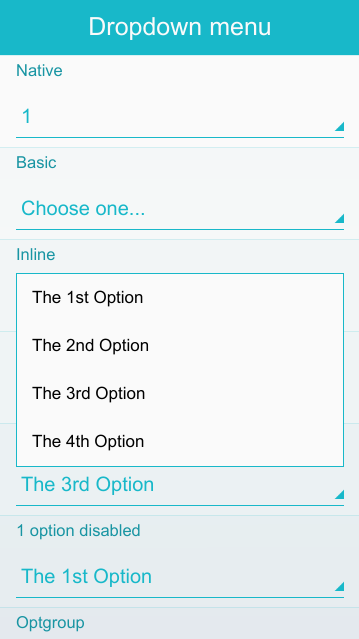 Dropdown menu
Native
1
Basic
Choose one...
Inline
The 1st Option
The 2nd Option
The 3rd Option
The 4th Option
The 3rd Option
1 option disabled
The 1st Option
Optgroup